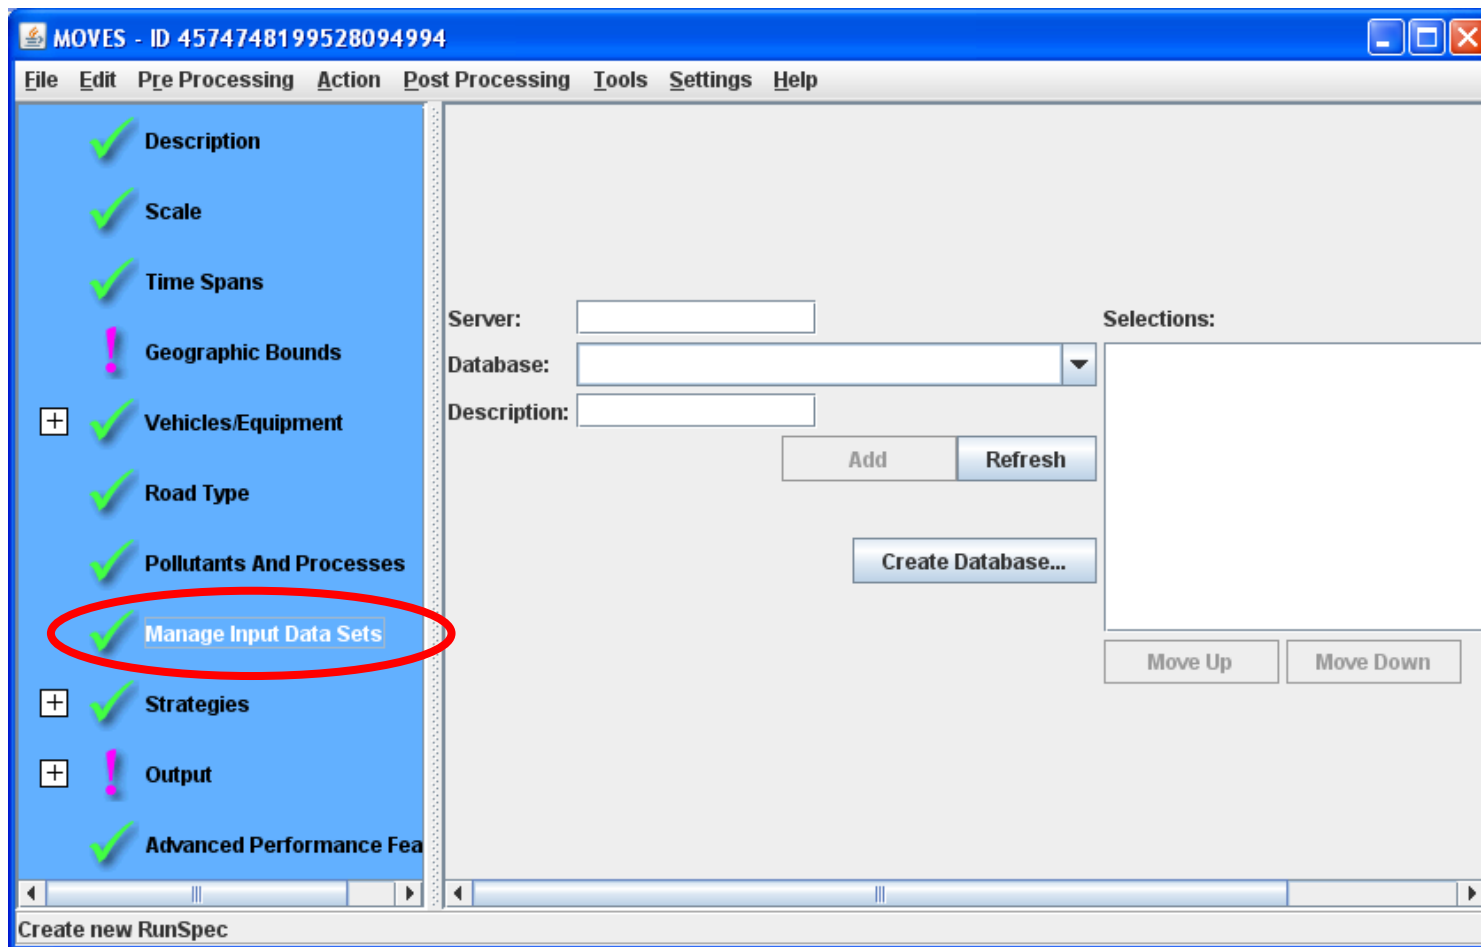 MOVES - ID 4574748199528094994
File Edit Pre Processing Action Post Processing Tools Settings Help
Description
Scale
Time Spans
Geographic Bounds
Vehicles/Equipment
Road Type
Pollutants And Processes
Manage Input Data Sets
Strategies
Output
Advanced Performance Fea
Server:
Database:
Description:
Add Refresh
Create Database...
Selections:
Move Up Move Down
Create new RunSpec